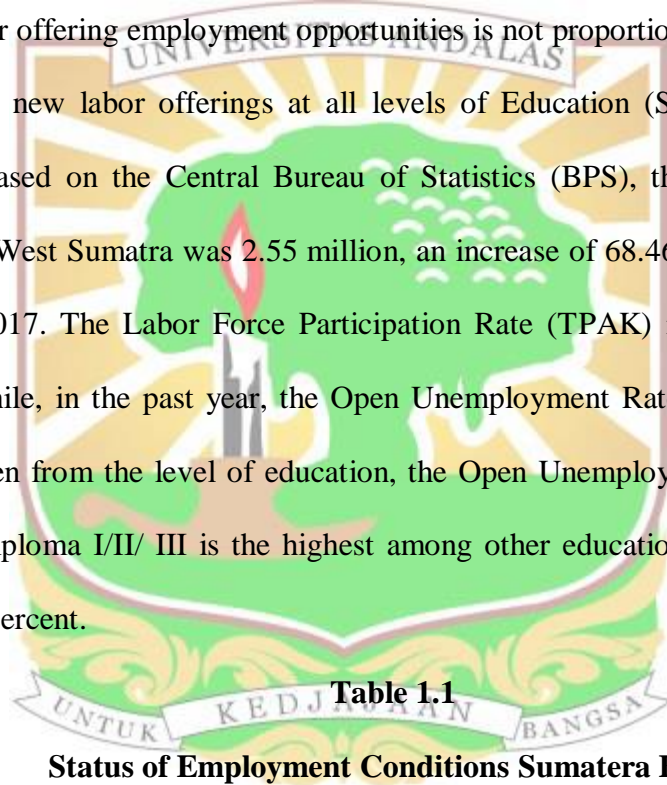 r offering employment opportunities is not proportio
UNIVERSITAS ANDALAS
new labor offerings at all levels of Education (S
ased on the Central Bureau of Statistics (BPS), th
West Sumatra was 2.55 million, an increase of 68.46
017. The Labor Force Participation Rate (TPAK)
ile, in the past year, the Open Unemployment Rat
en from the level of education, the Open Unemploy
iploma I/II/ III is the highest among other educatio
percent.
Table 1.1
UNTUK KEDJAJAAN BANGSA
Status of Employment Conditions Sumatera